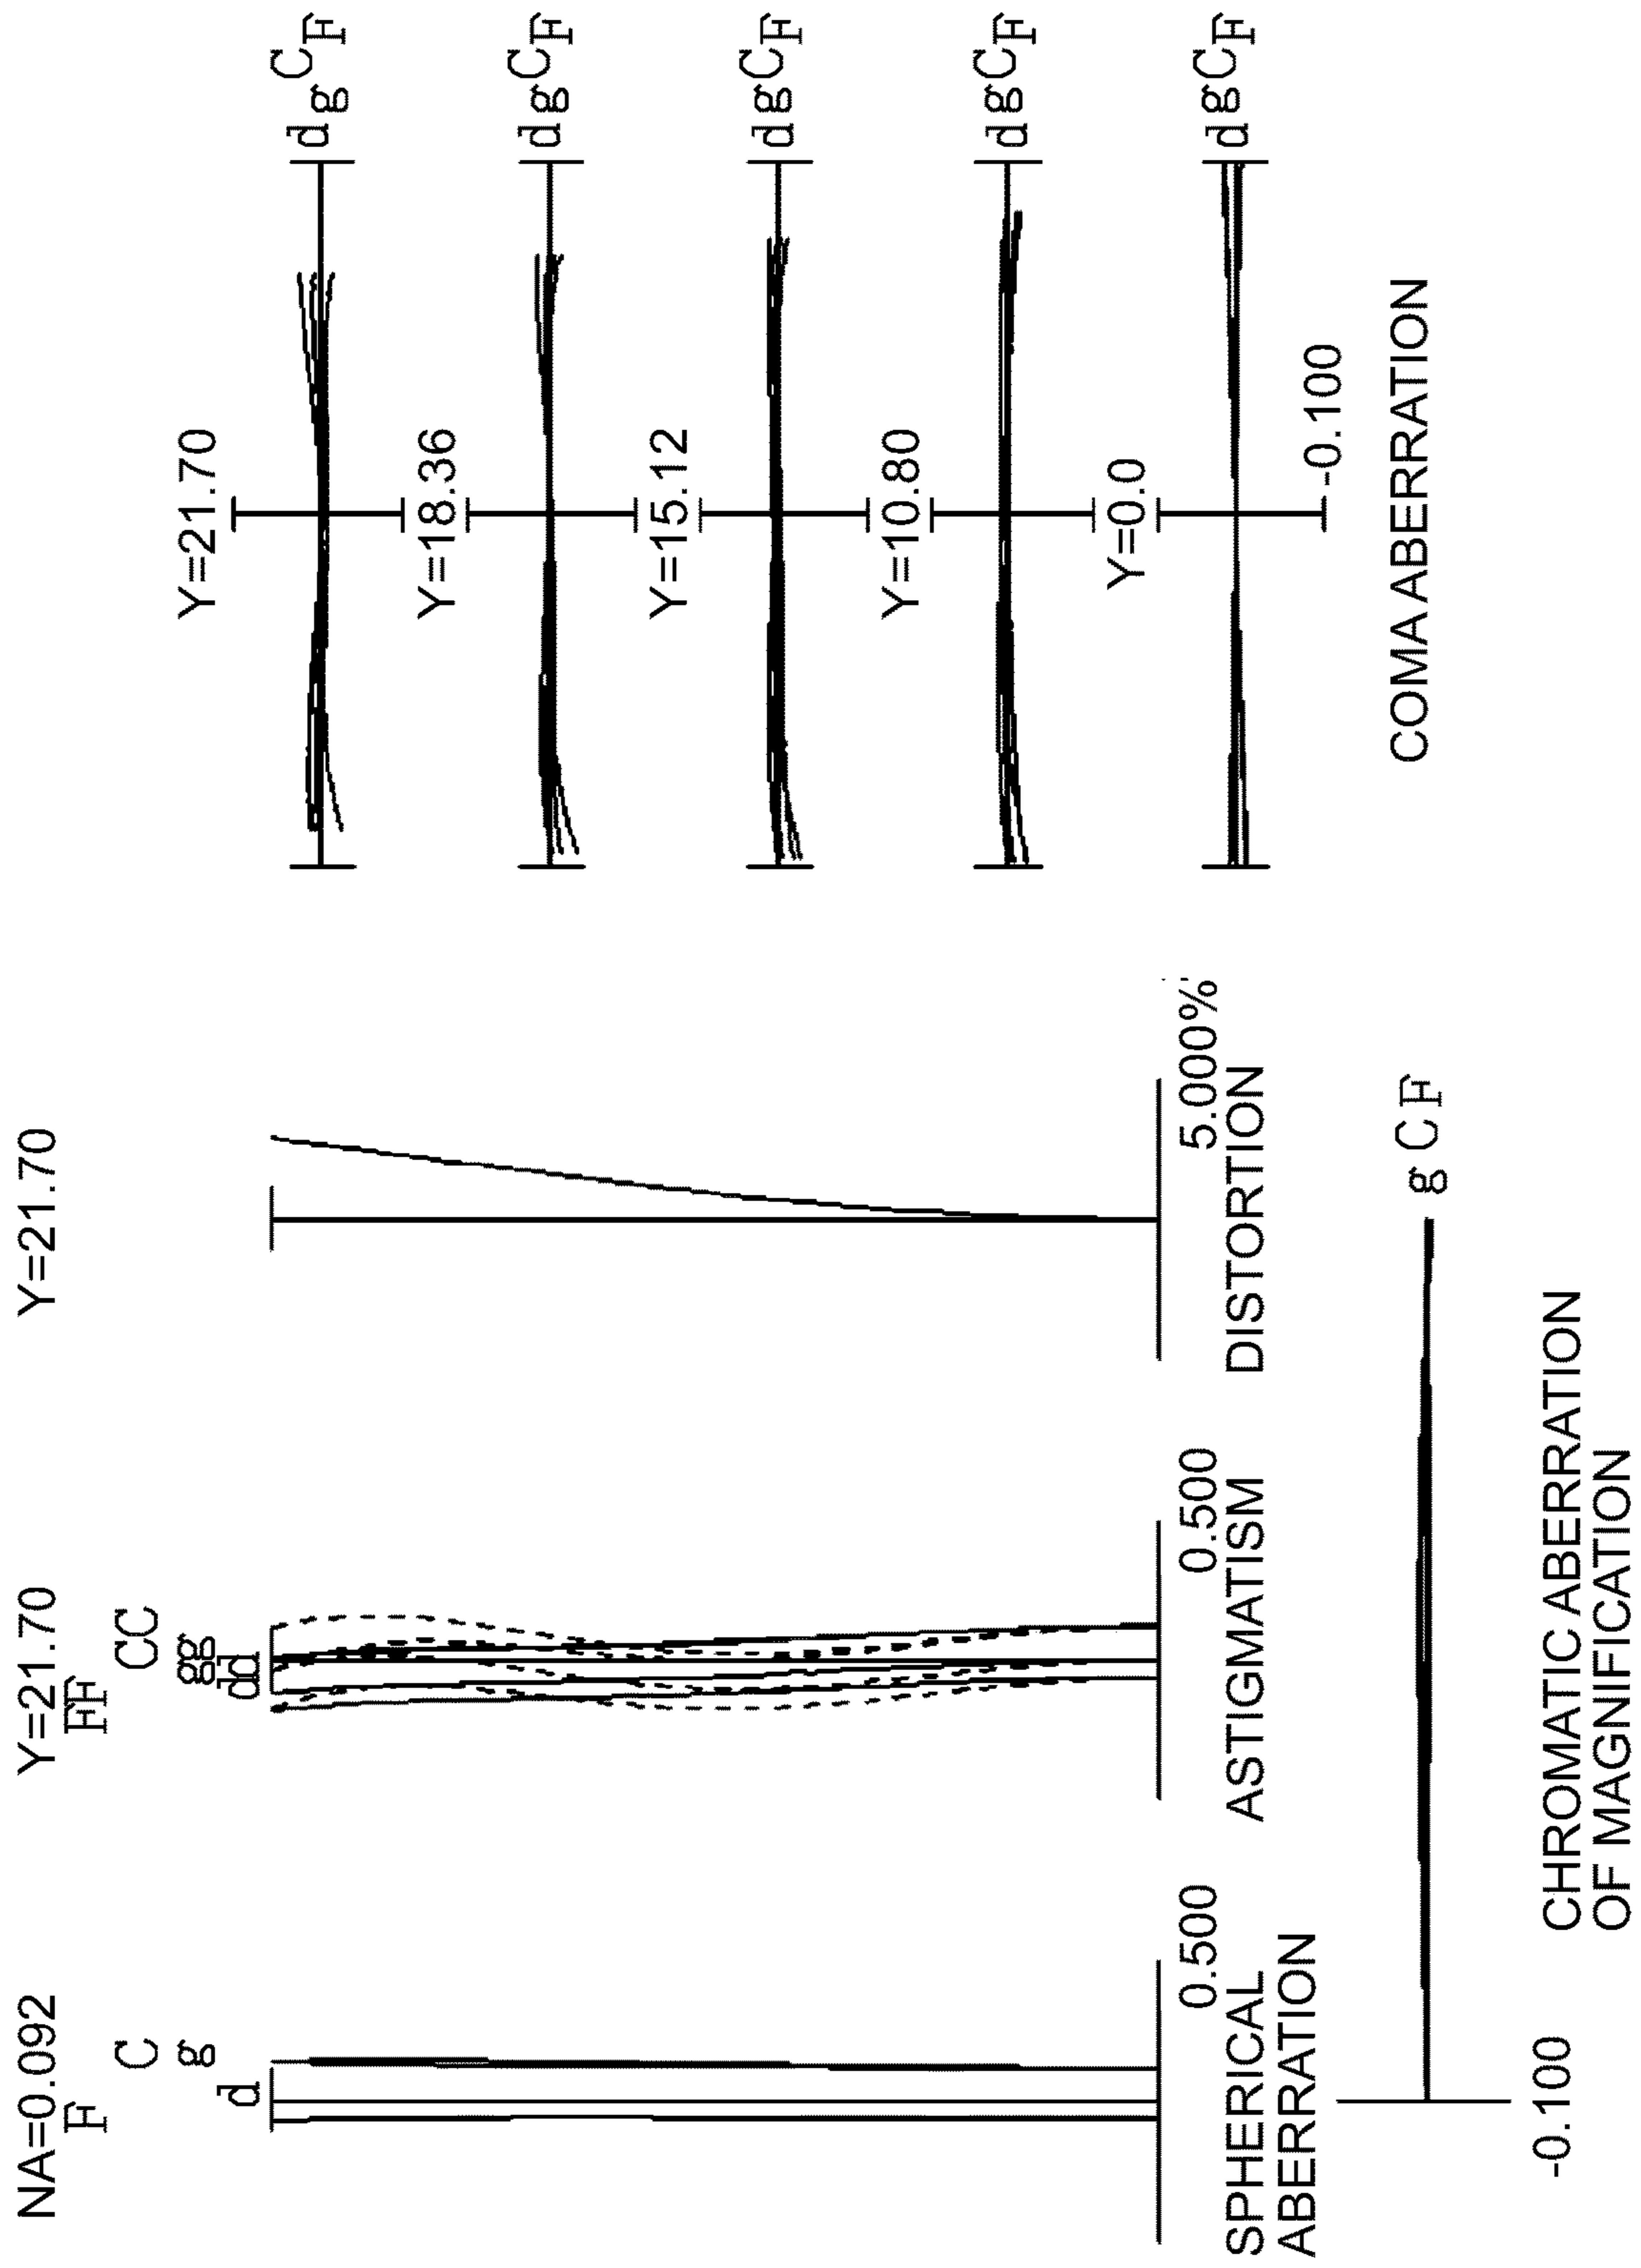 NA=0.092
F
C
g
d
0.500
SPHERICAL
ABERRATION
Y=21.70
FF
CC
gg
dd
0.500
ASTIGMATISM
Y=21.70
5.000%
DISTORTION
-0.100
g C F
CHROMATIC ABERRATION
OF MAGNIFICATION
Y=21.70
d g C F
Y=18.36
d g C F
Y=15.12
d g C F
Y=10.80
d g C F
Y=0.0
d g C F
-0.100
COMA ABERRATION